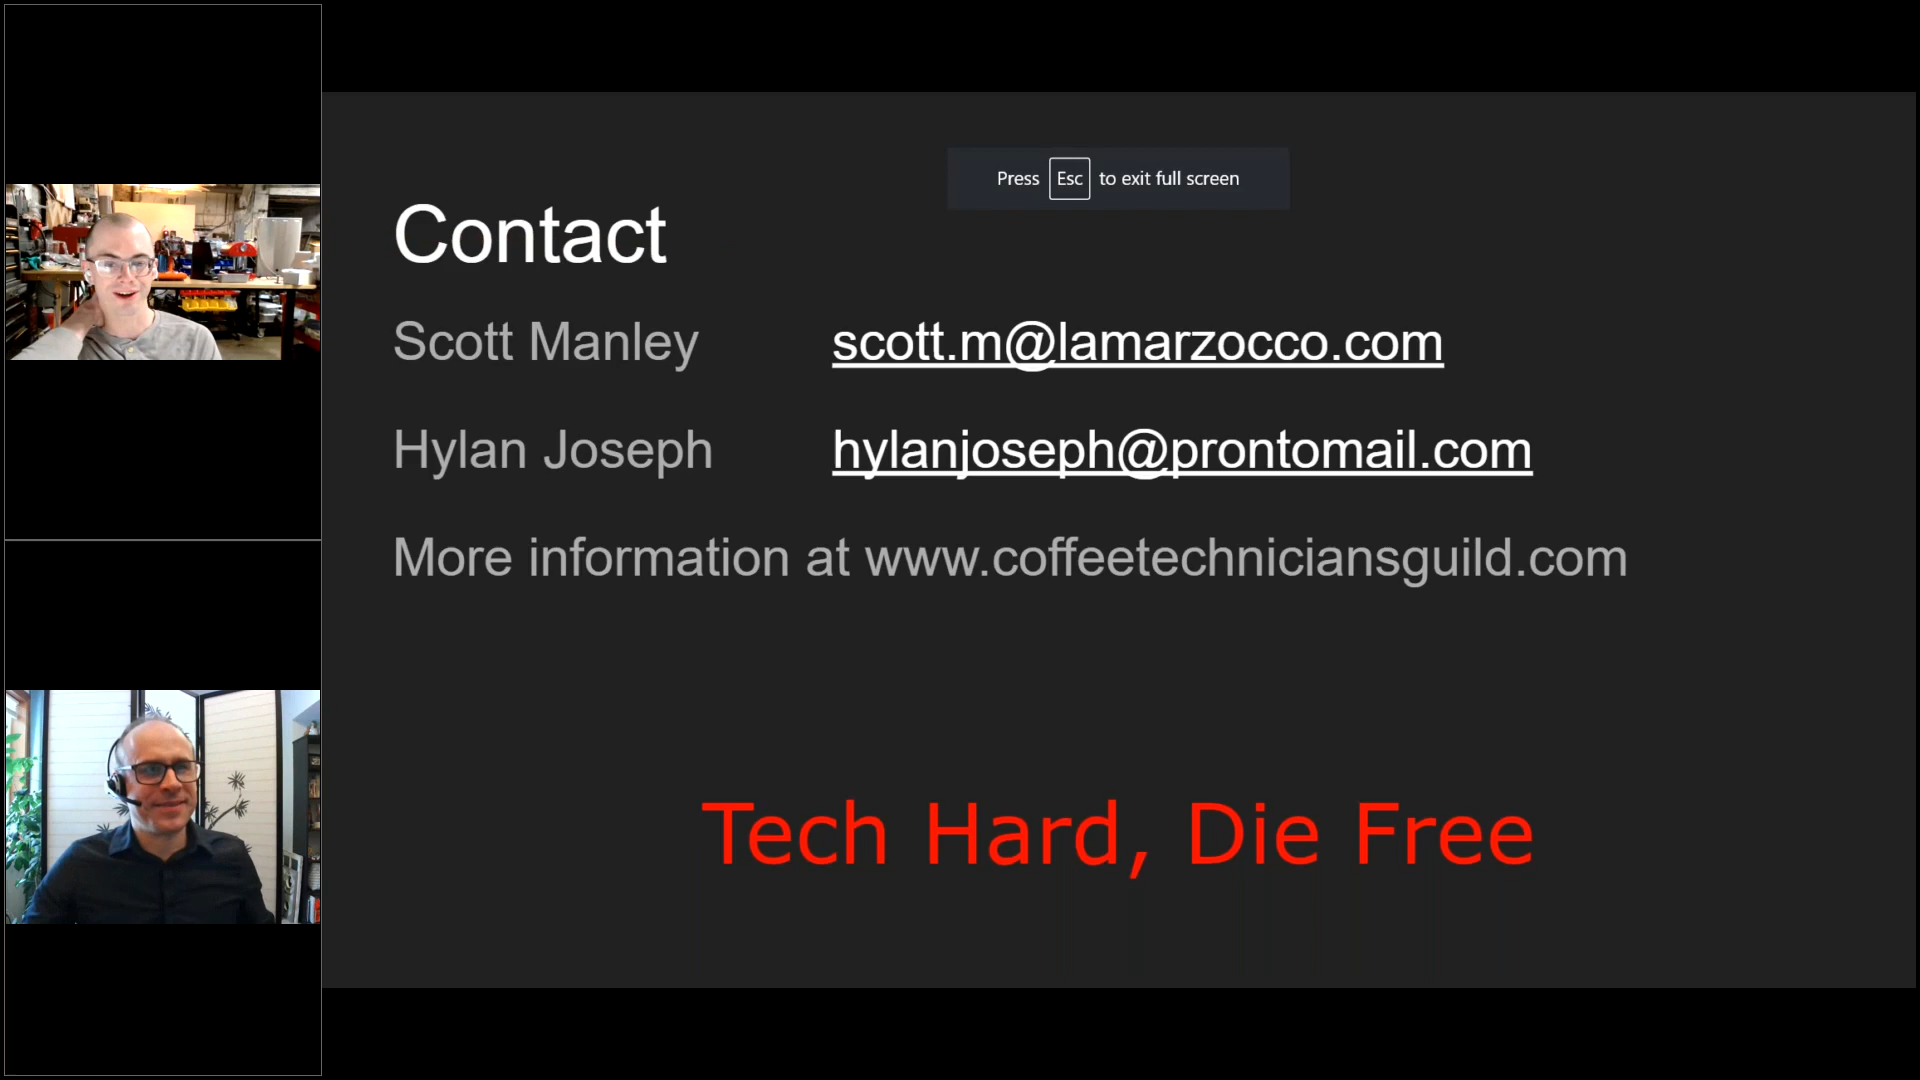 Press Esc to exit full screen
Contact
Scott Manley scott.m@lamarzocco.com
Hylan Joseph hylanjoseph@prontomail.com
More information at www.coffeetechniciansguild.com
Tech Hard, Die Free